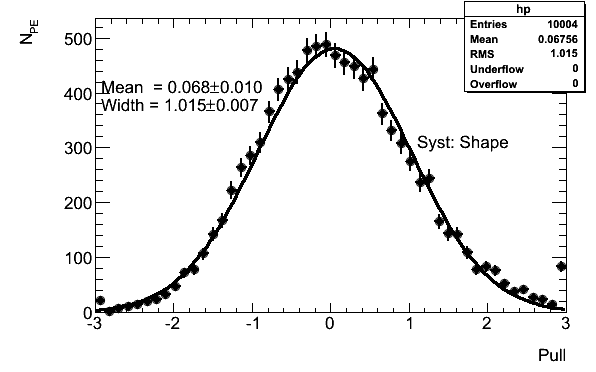 hp
Entries 10004
Mean 0.06756
RMS 1.015
Underflow 0
Overflow 0
N_PE
500
400
300
200
100
0
Mean = 0.068±0.010
Width = 1.015±0.007
Syst: Shape
-3 -2 -1 0 1 2 3
Pull